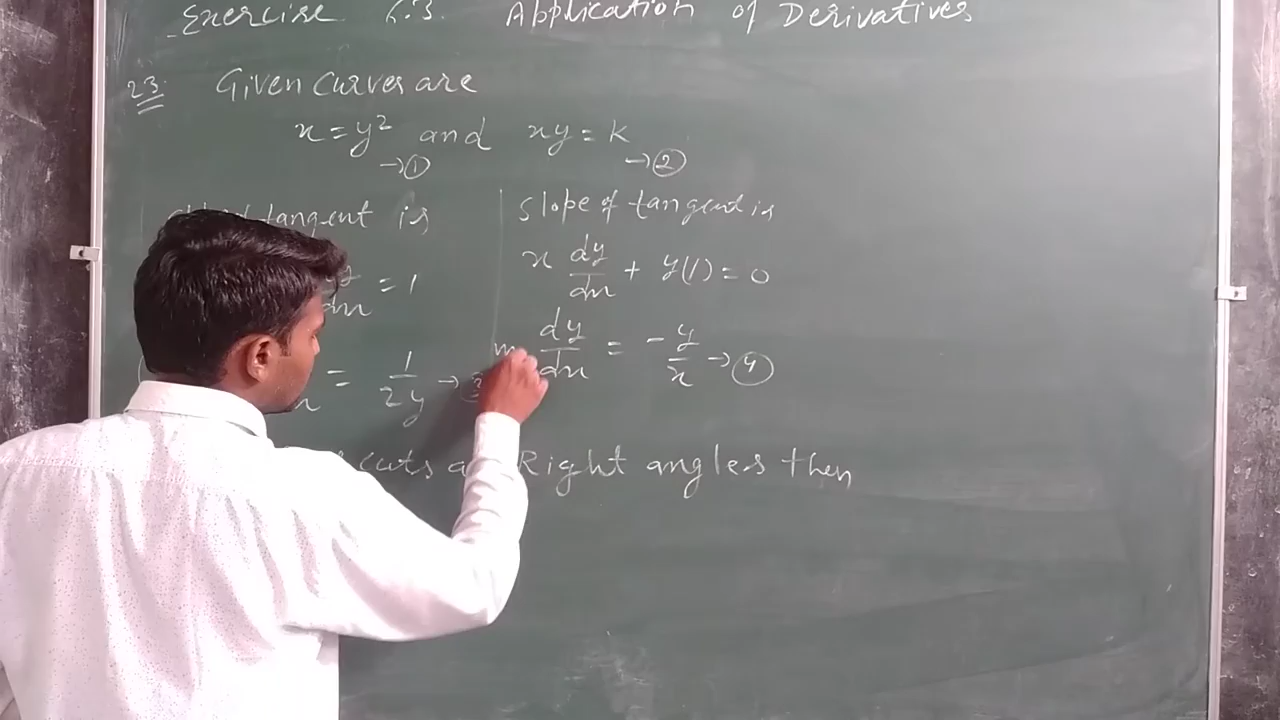 Exercise 6.3. Application of Derivatives
23. Given curves are
x = y² and xy = k
→① →②
tangent is
= 1
= 1/2y →
slope of tangent is
x dy/dx + y(1) = 0
m dy/dx = - y/x → ④
cuts Right angles then